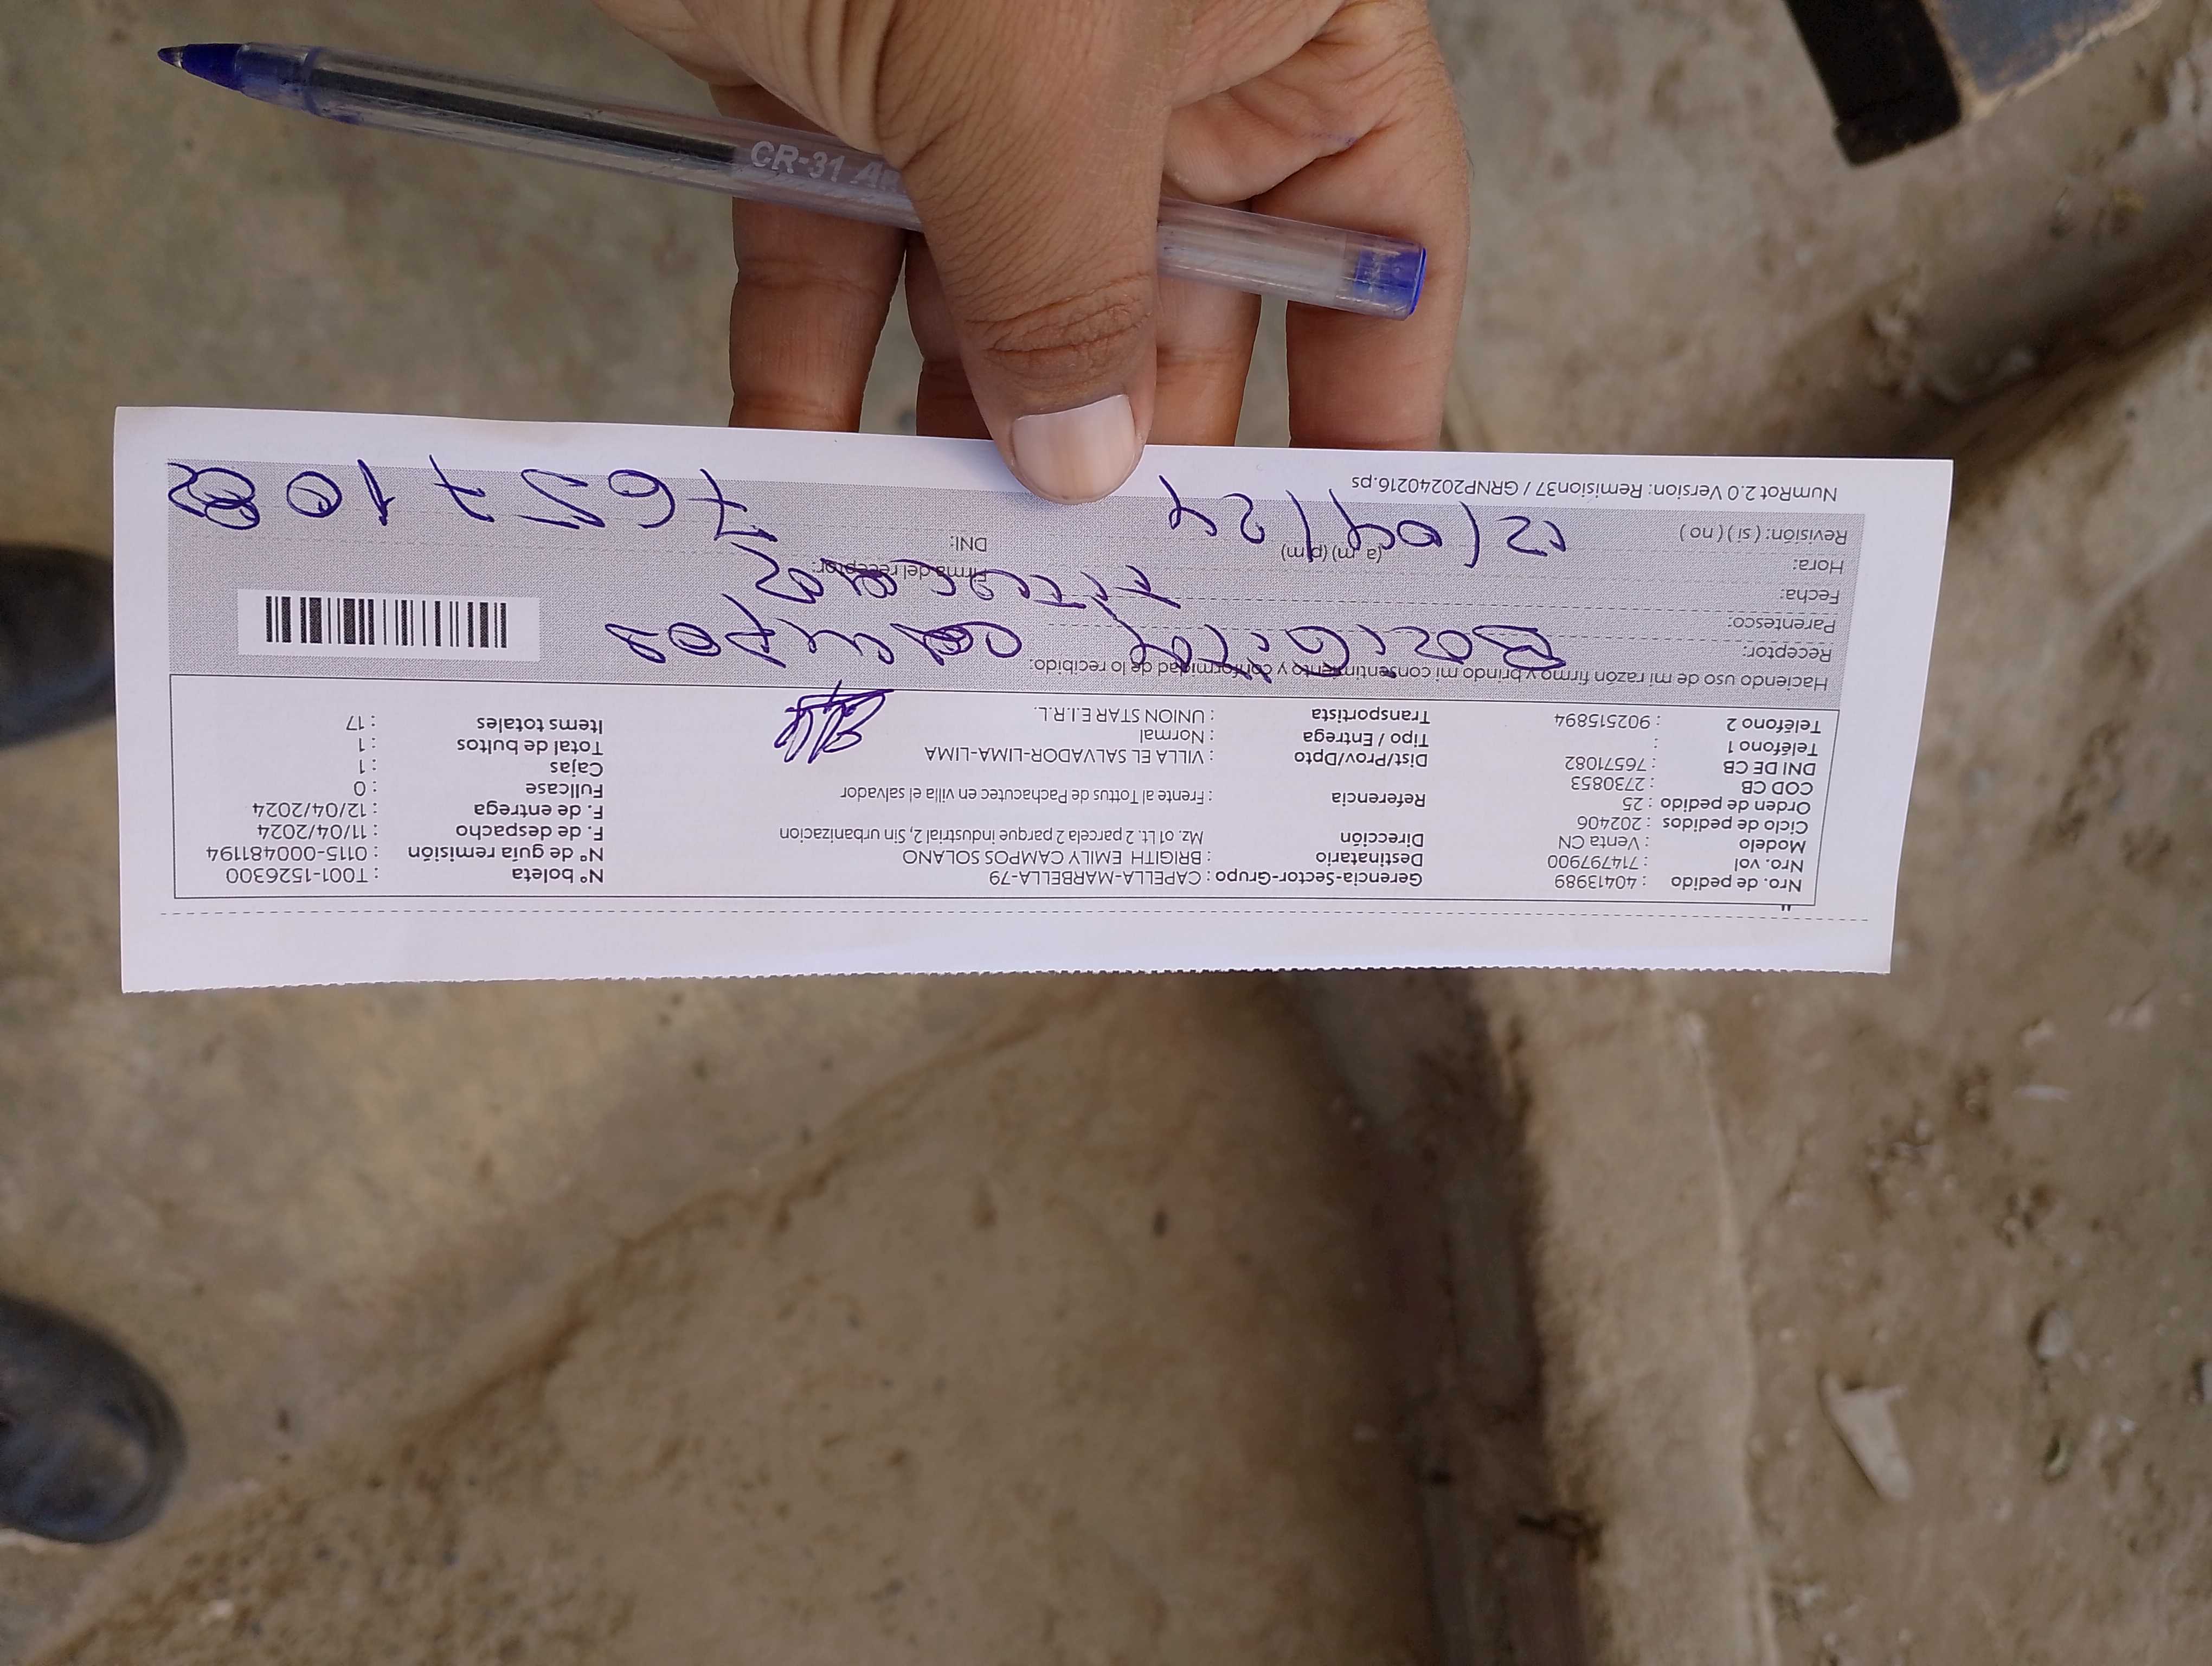 CR-31
Nro. de pedido : 40413989 Gerencia-Sector-Grupo : CAPELLA-MARBELLA-79 N° boleta : T001-1526300
Nro. vol : 714797900 Destinatario : BRIGITH EMILY CAMPOS SOLANO N° de guía remisión : 0115-000481194
Modelo : Venta CN Dirección Mz. o1 Lt. 2 parcela 2 parque industrial 2, Sin urbanizacion F. de despacho : 11/04/2024
Ciclo de pedidos : 202406 F. de entrega : 12/04/2024
Orden de pedido : 25 Referencia : Frente al Tottus de Pachacutec en villa el salvador Fullcase : 0
COD CB : 2730853 Cajas : 1
DNI DE CB : 76571082 Dist/Prov/Dpto : VILLA EL SALVADOR-LIMA-LIMA Total de bultos : 1
Teléfono 1 : Tipo / Entrega : Normal Items totales : 17
Teléfono 2 : 902515894 Transportista : UNION STAR E.I.R.L.
Haciendo uso de mi razón firmo y brindo mi consentimiento y conformidad de lo recibido:
Receptor:
Parentesco:
Fecha: Firma del receptor:
Hora: (a m) (p m) DNI:
Revisión: ( si ) ( no ) 12/04/24 76571082
NumRot 2.0 Version: Remision37 / GRNP20240216.ps